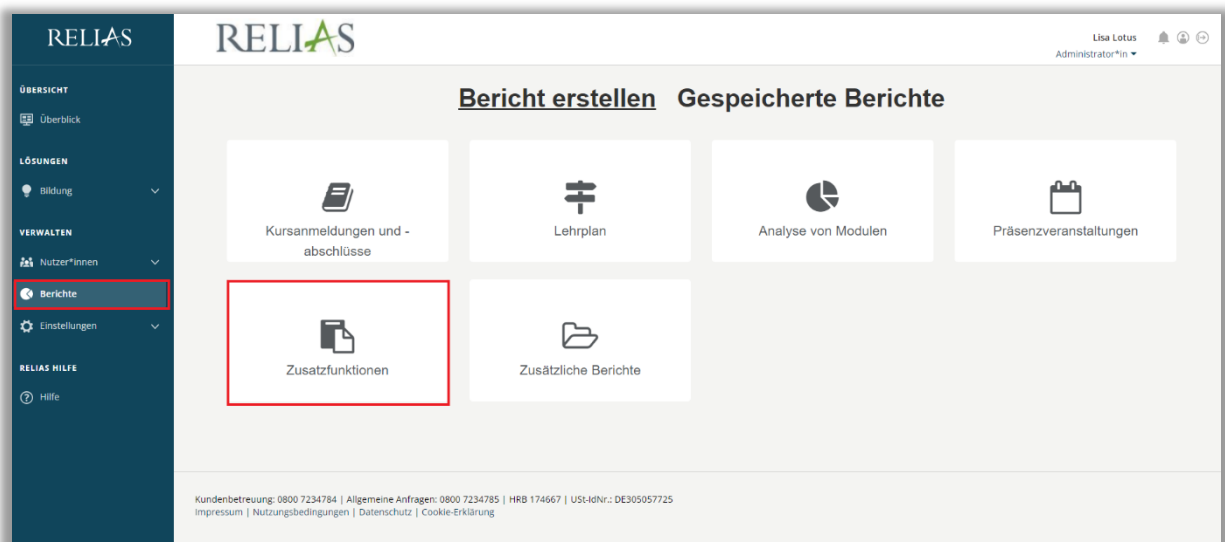 RELIAS
RELIAS
Lisa Lotus
Administrator*in
ÜBERSICHT
Überblick
LÖSUNGEN
Bildung
VERWALTEN
Nutzer*innen
Berichte
Einstellungen
RELIAS HILFE
Hilfe
Bericht erstellen Gespeicherte Berichte
Kursanmeldungen und -
abschlüsse
Lehrplan
Analyse von Modulen
Präsenzveranstaltungen
Zusatzfunktionen
Zusätzliche Berichte
Kundenbetreuung: 0800 7234784 | Allgemeine Anfragen: 0800 7234785 | HRB 174667 | USt-IdNr.: DE305057725
Impressum | Nutzungsbedingungen | Datenschutz | Cookie-Erklärung